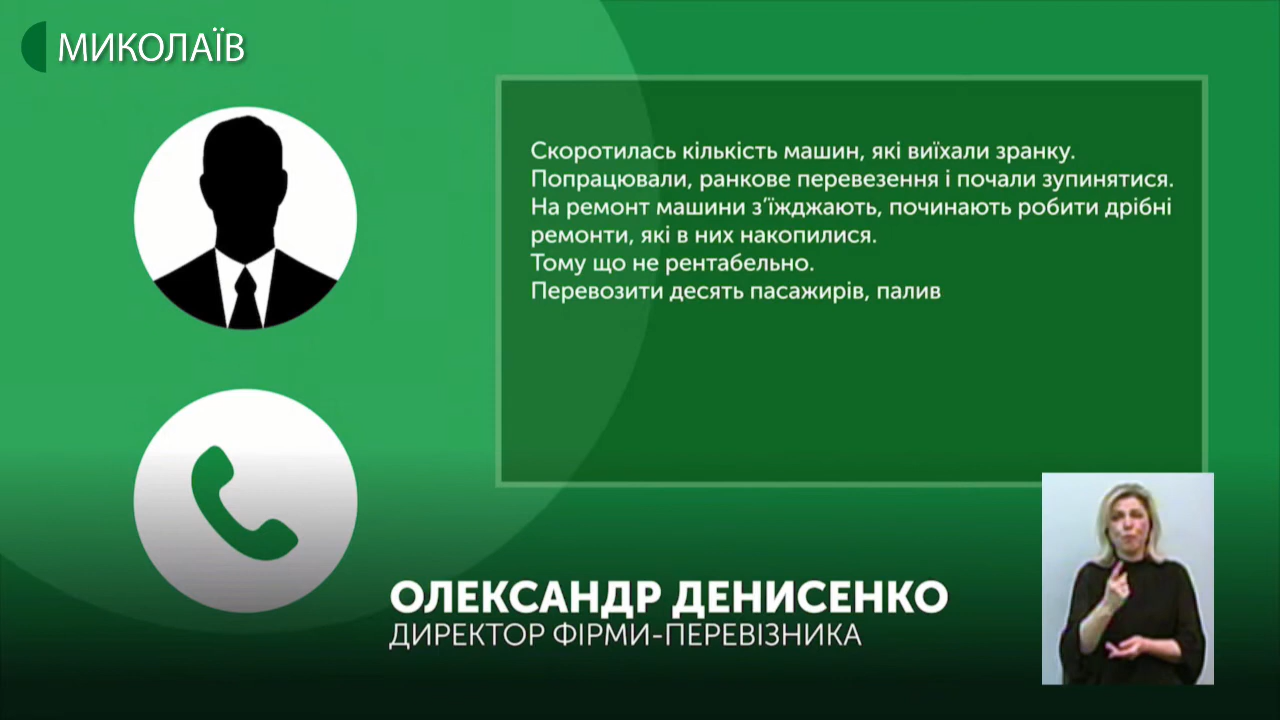 МИКОЛАЇВ
Скоротилась кількість машин, які виїхали зранку.
Попрацювали, ранкове перевезення і почали зупинятися.
На ремонт машини з’їжджають, починають робити дрібні
ремонти, які в них накопилися.
Тому що не рентабельно.
Перевозити десять пасажирів, палив
ОЛЕКСАНДР ДЕНИСЕНКО
ДИРЕКТОР ФІРМИ-ПЕРЕВІЗНИКА